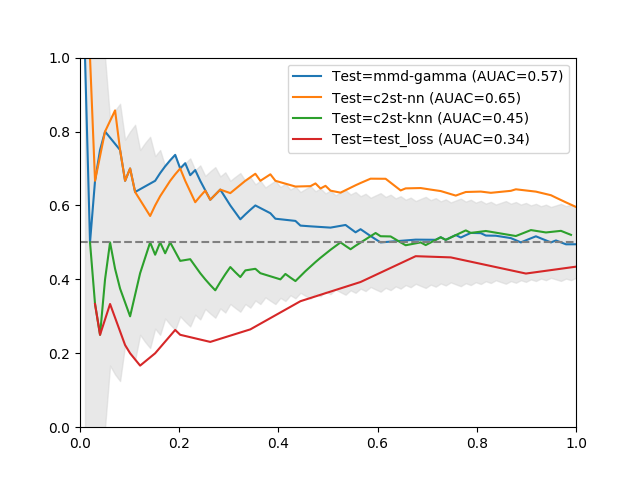 1.0
0.8
0.6
0.4
0.2
0.0
0.0 0.2 0.4 0.6 0.8 1.0
Test=mmd-gamma (AUAC=0.57)
Test=c2st-nn (AUAC=0.65)
Test=c2st-knn (AUAC=0.45)
Test=test_loss (AUAC=0.34)